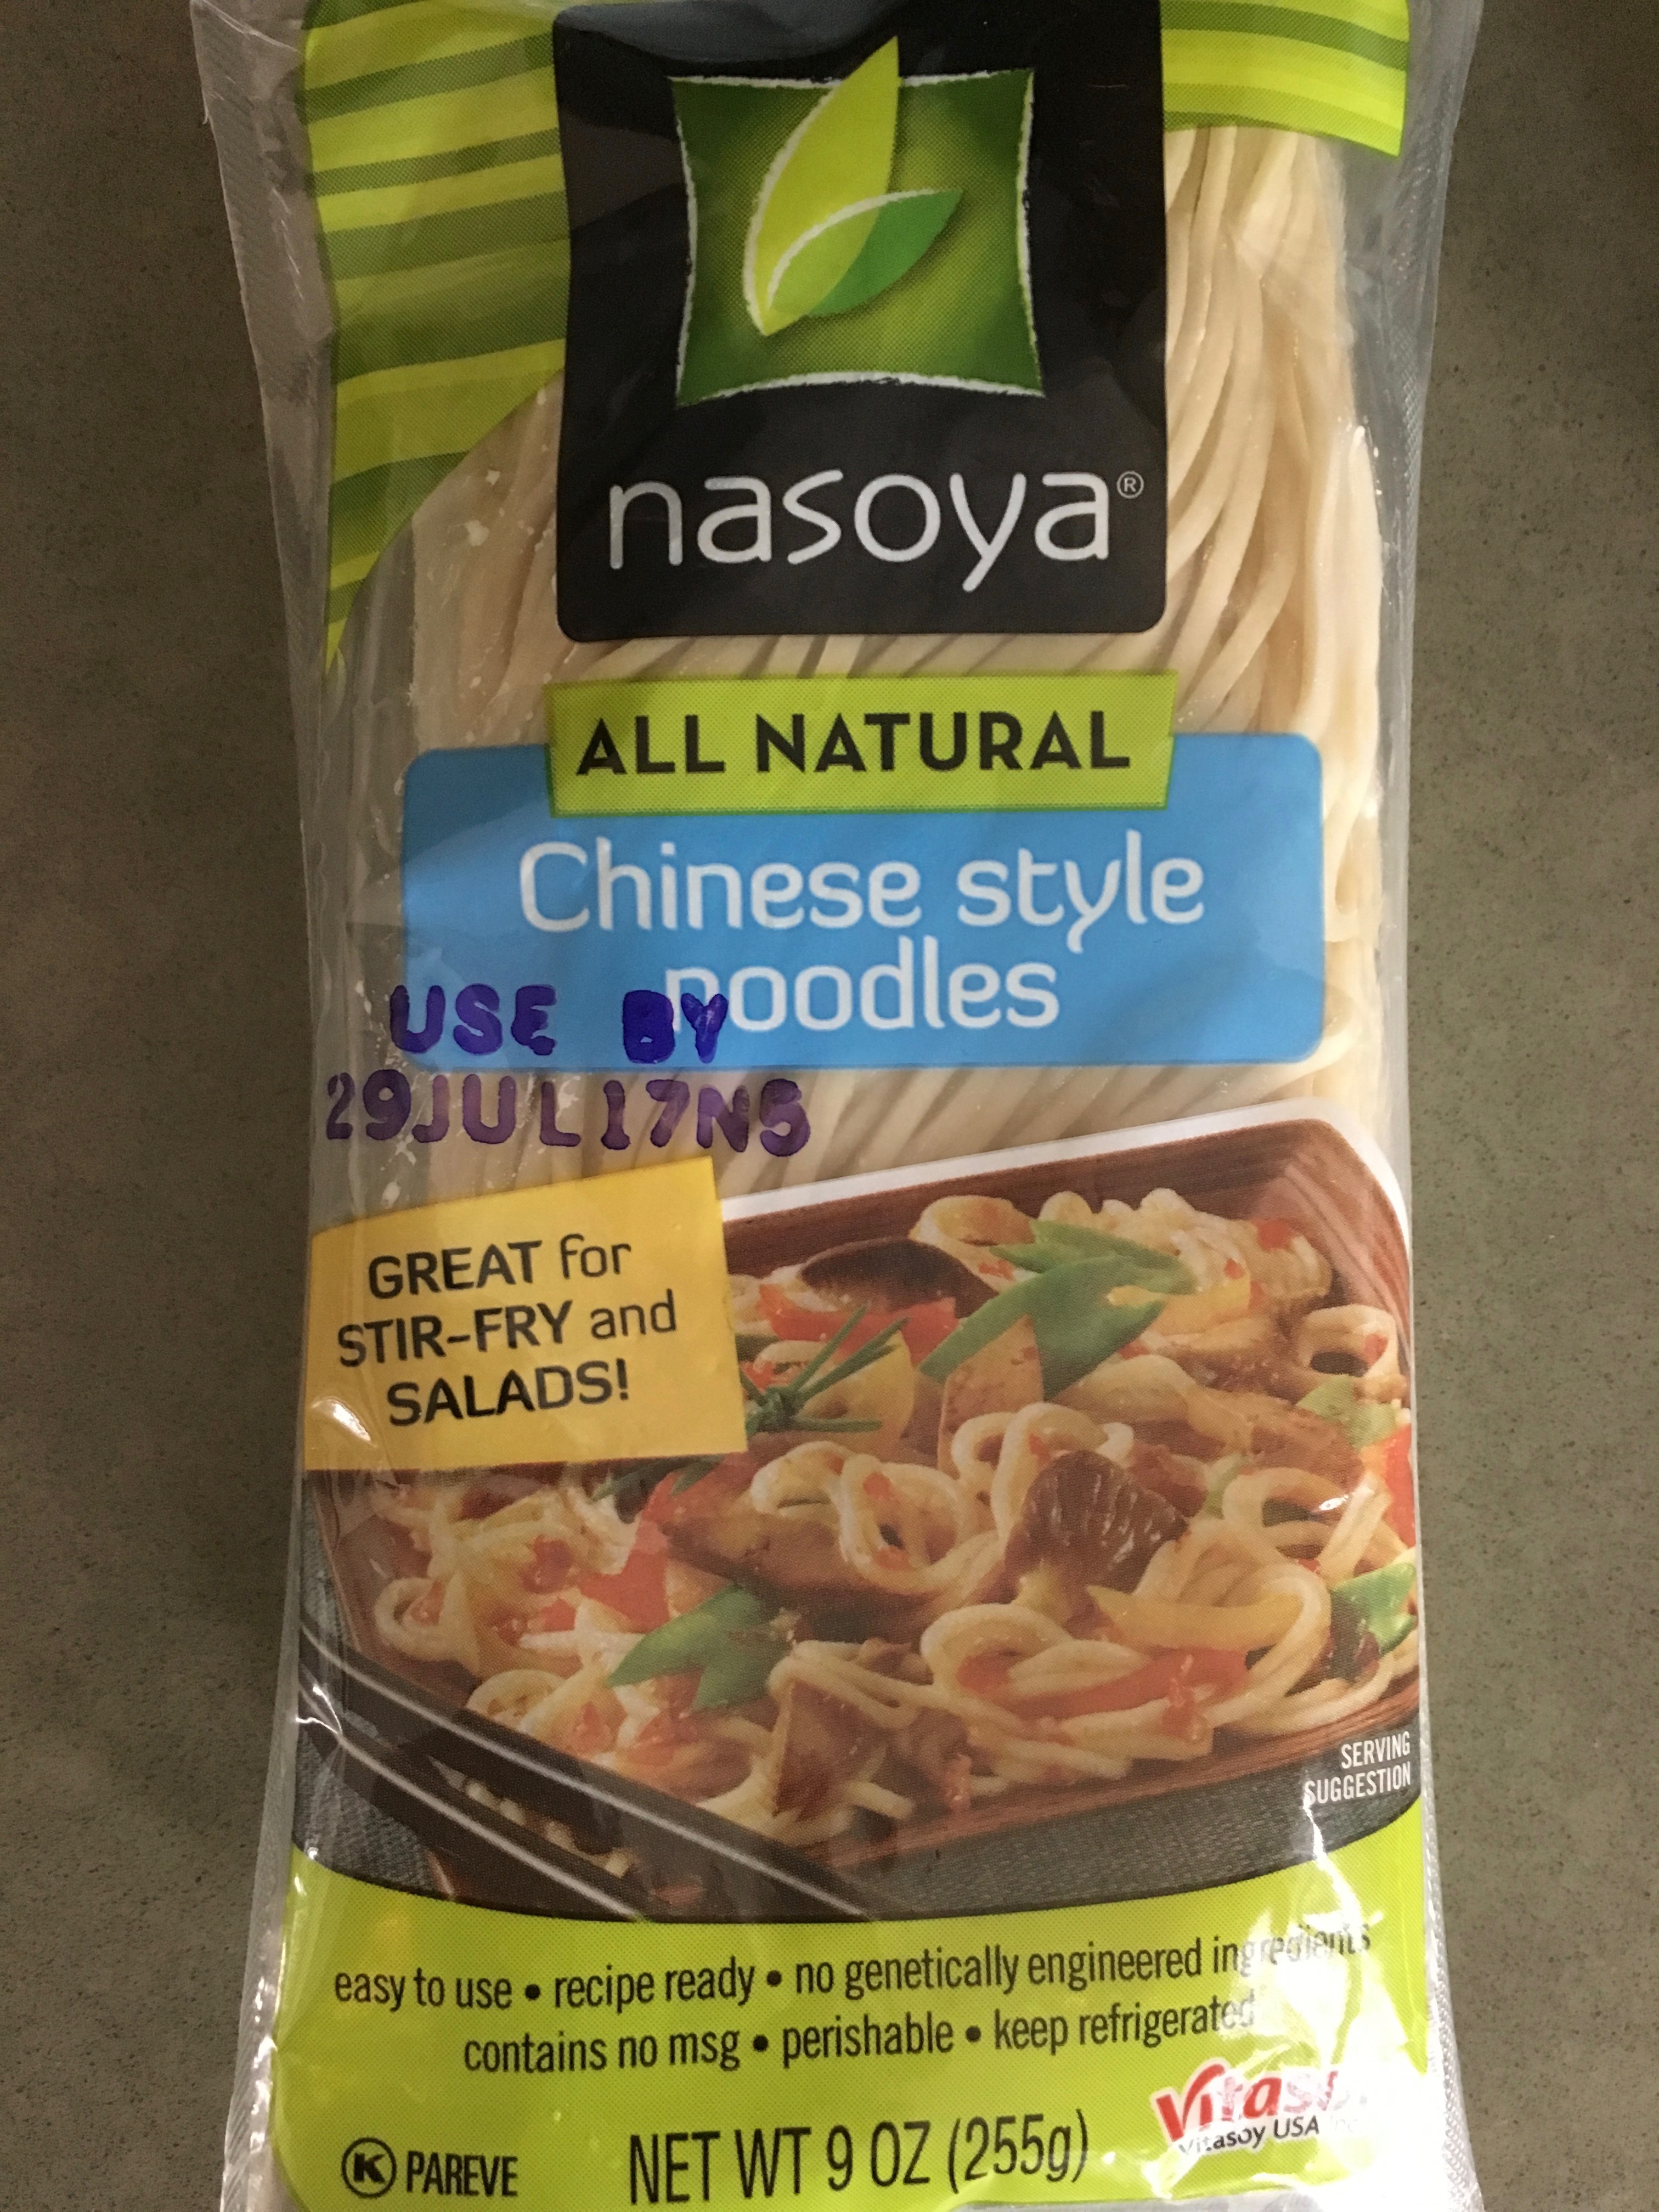 nasoya®
ALL NATURAL
Chinese style
noodles
USE BY
29JUL17N5
GREAT for
STIR-FRY and
SALADS!
SERVING
SUGGESTION
easy to use • recipe ready • no genetically engineered ingredients
contains no msg • perishable • keep refrigerated
K PAREVE
NET WT 9 OZ (255g)
Vitasoy USA